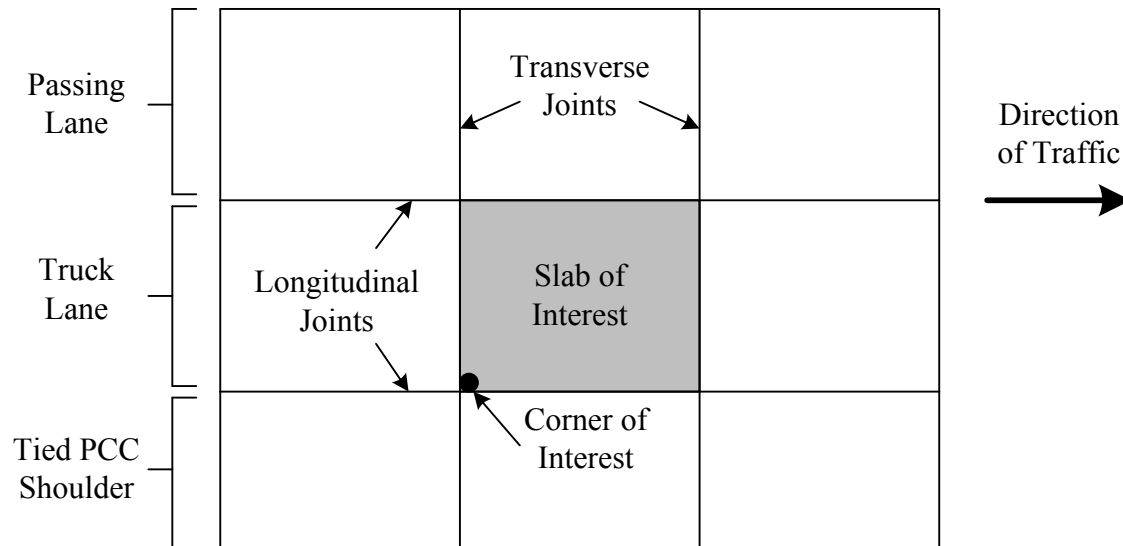 Passing
Lane
Transverse
Joints
Direction
of Traffic
Truck
Lane
Longitudinal
Joints
Slab of
Interest
Tied PCC
Shoulder
Corner of
Interest